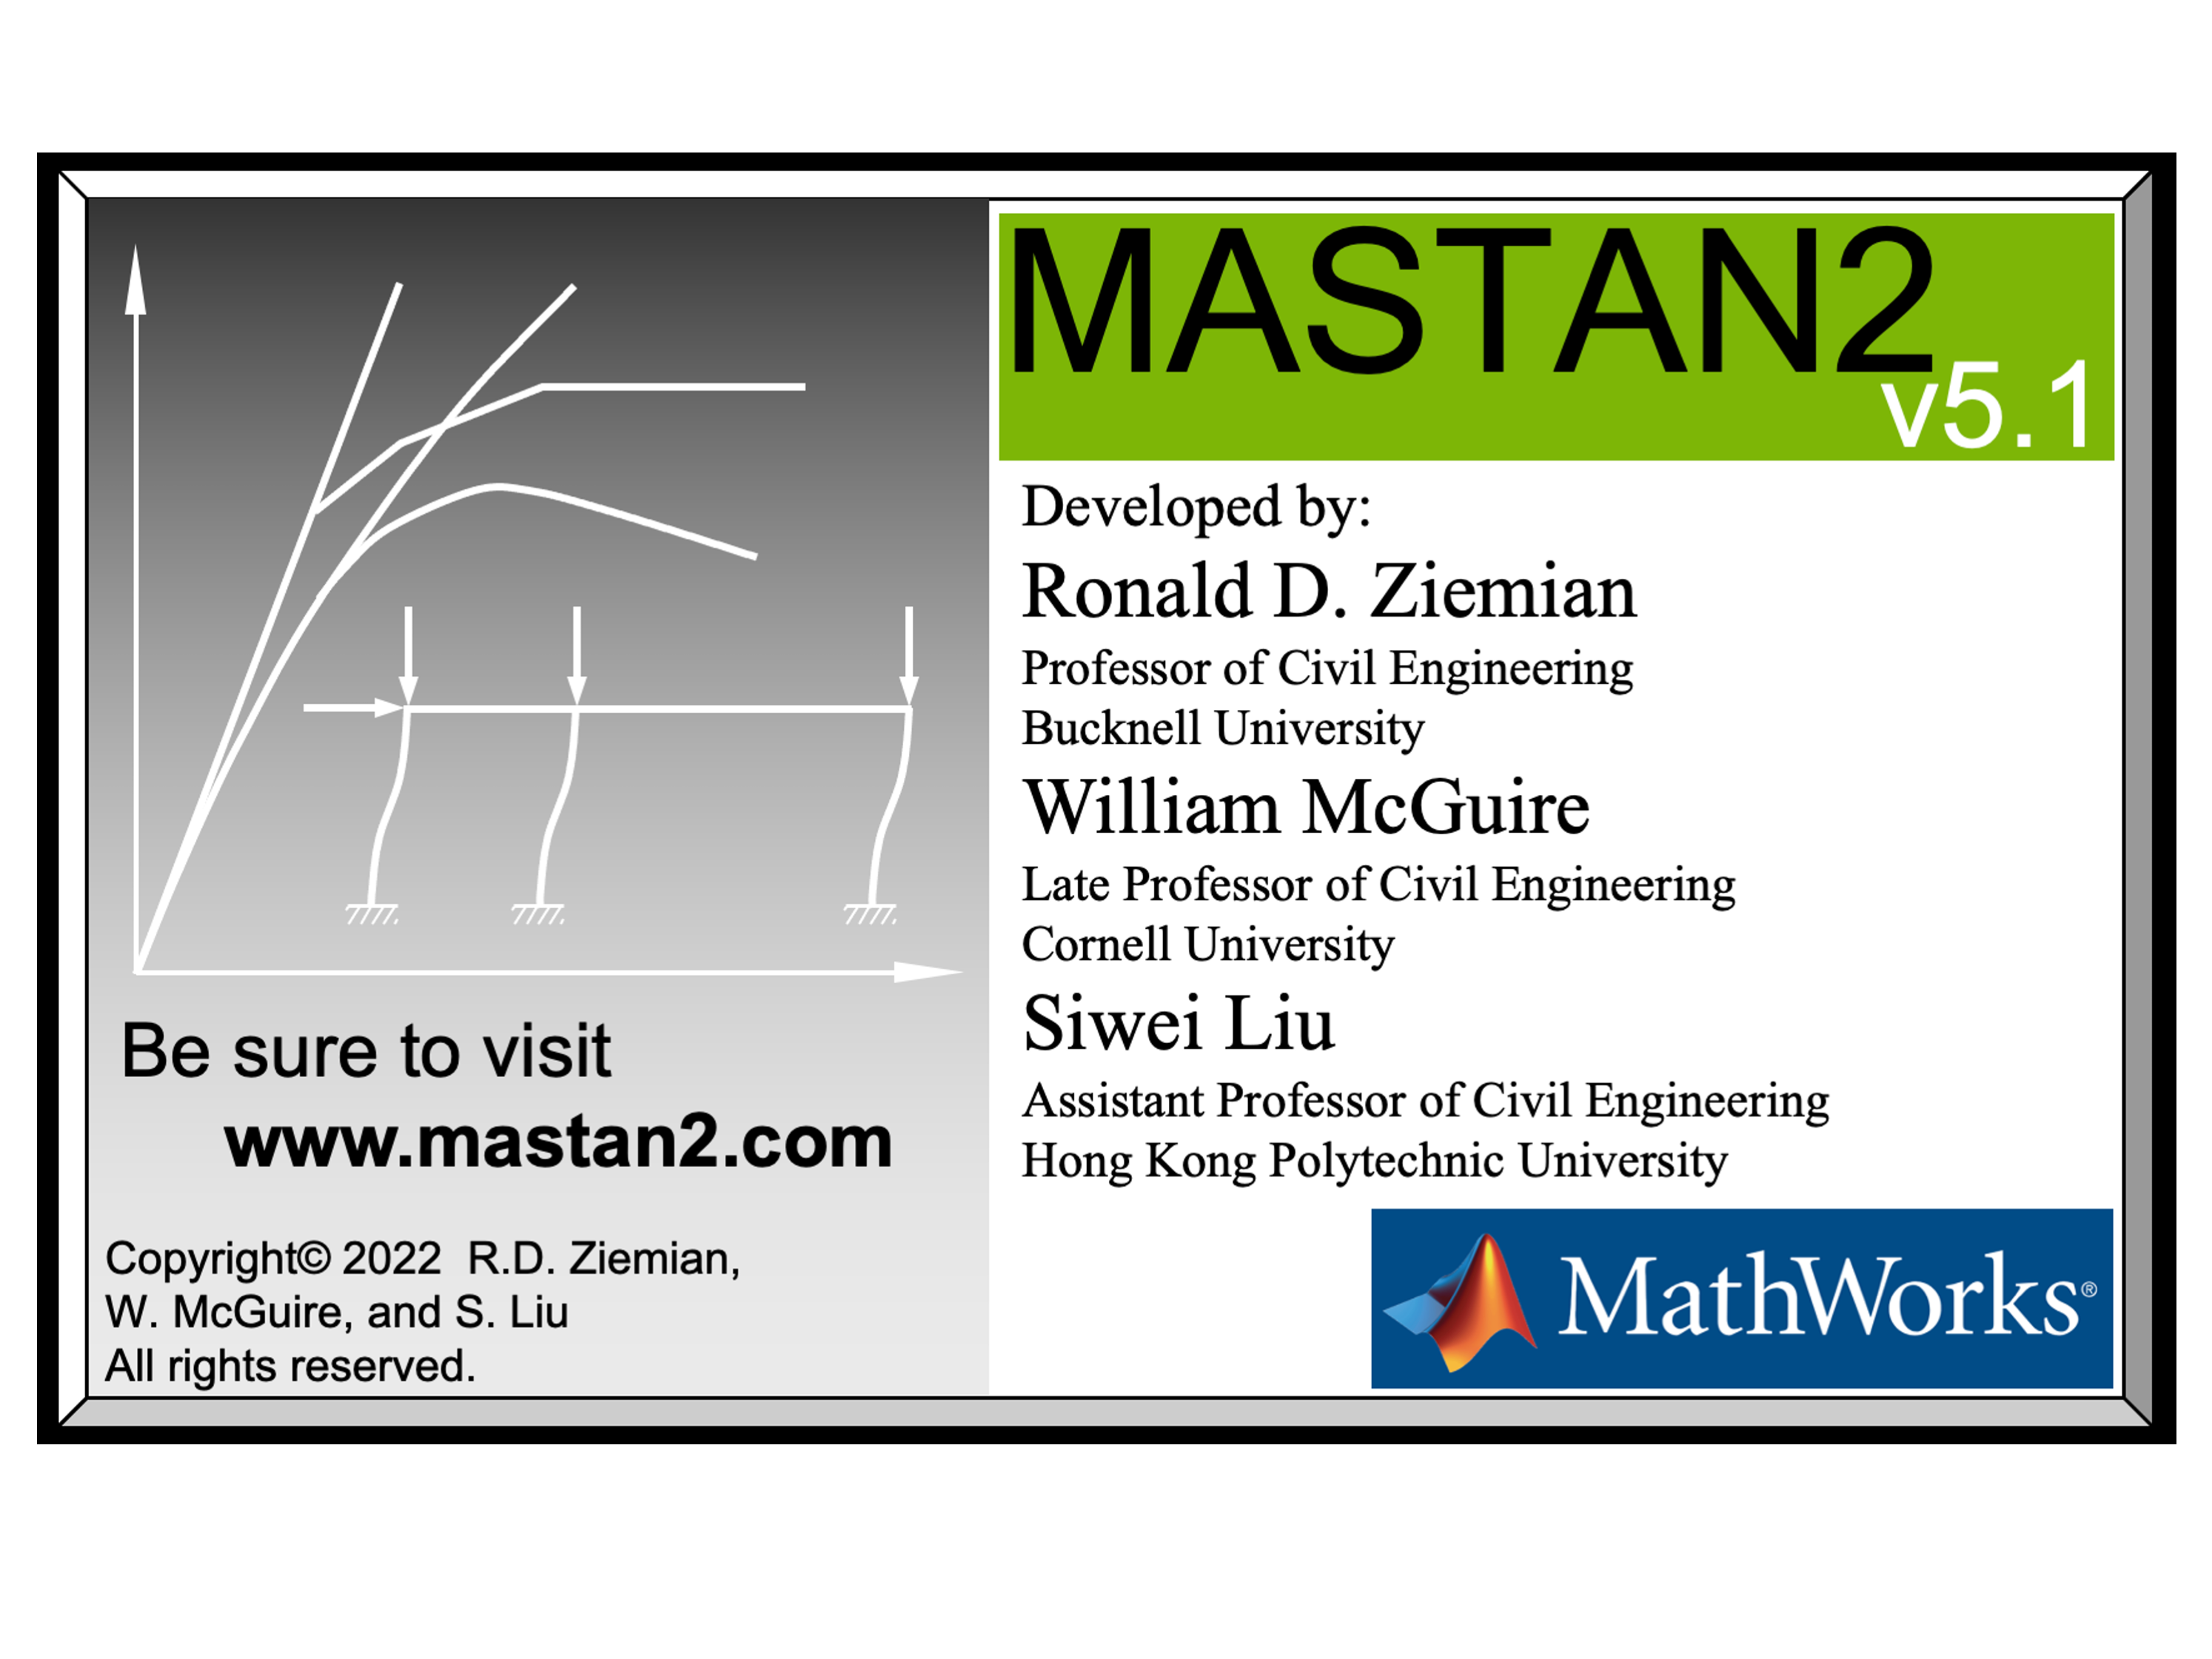 MASTAN2
v5.1
Developed by:
Ronald D. Ziemian
Professor of Civil Engineering
Bucknell University
William McGuire
Late Professor of Civil Engineering
Cornell University
Siwei Liu
Assistant Professor of Civil Engineering
Hong Kong Polytechnic University
MathWorks®
Be sure to visit
www.mastan2.com
Copyright© 2022 R.D. Ziemian,
W. McGuire, and S. Liu
All rights reserved.